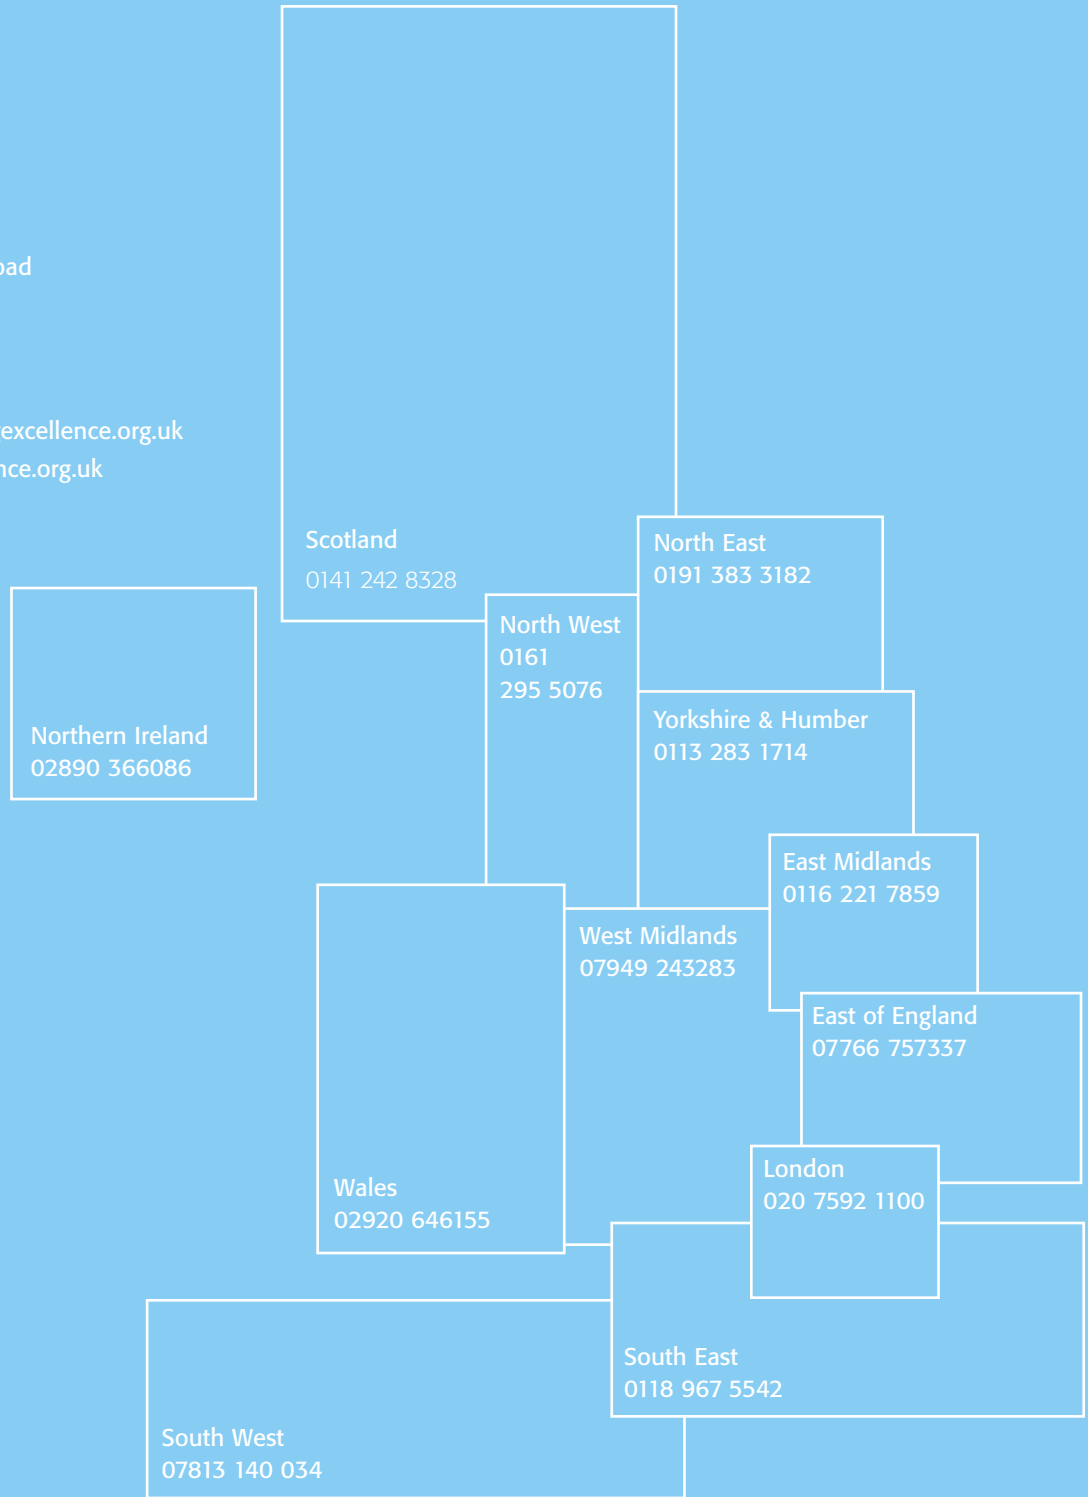 oad
excellence.org.uk
nce.org.uk
Scotland
0141 242 8328
North East
0191 383 3182
North West
0161
295 5076
Yorkshire & Humber
0113 283 1714
Northern Ireland
02890 366086
East Midlands
0116 221 7859
West Midlands
07949 243283
East of England
07766 757337
London
020 7592 1100
Wales
02920 646155
South East
0118 967 5542
South West
07813 140 034